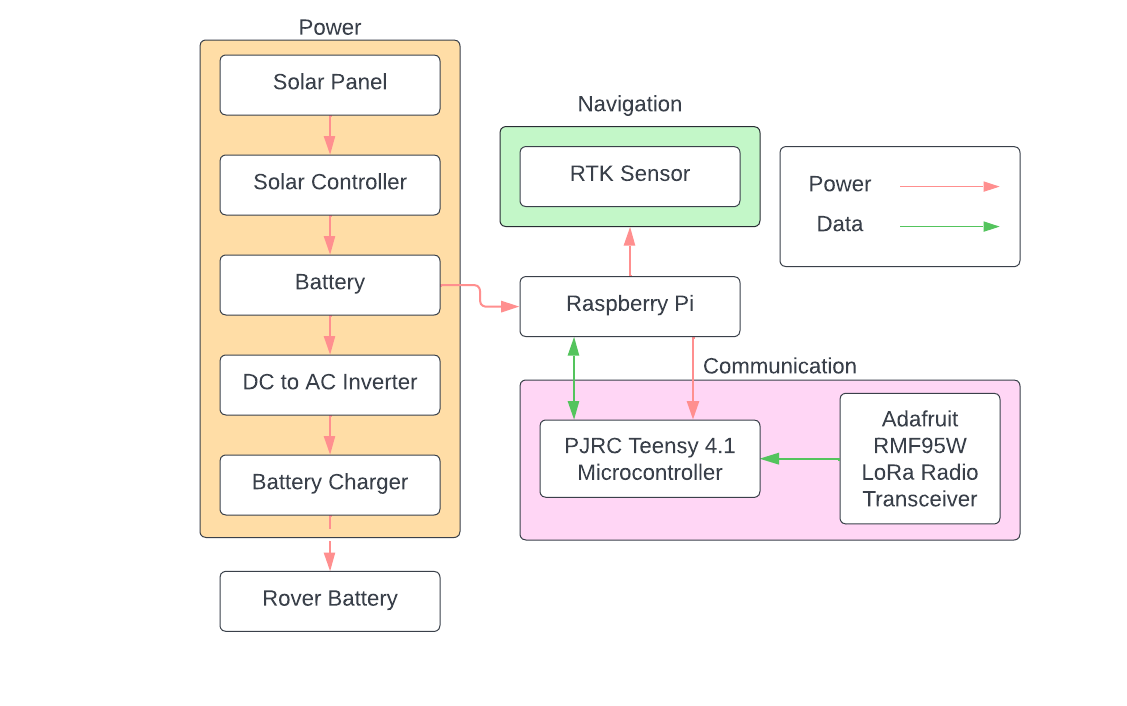 Power
Solar Panel
Solar Controller
Battery
DC to AC Inverter
Battery Charger
Rover Battery
Navigation
RTK Sensor
Raspberry Pi
Power
Data
Communication
PJRC Teensy 4.1
Microcontroller
Adafruit
RMF95W
LoRa Radio
Transceiver